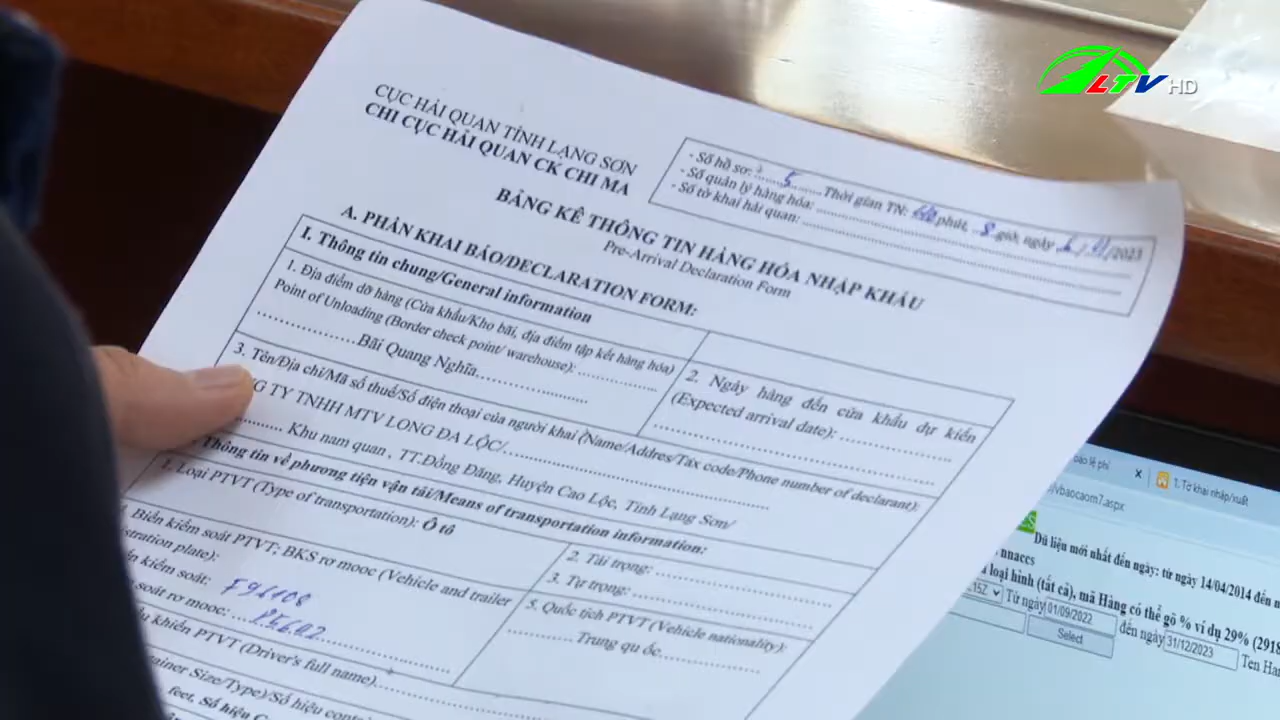 LTV HD
CỤC HẢI QUAN TỈNH LẠNG SƠN
CHI CỤC HẢI QUAN CK CHI MA
- Số hồ sơ: 5 Thời gian TN: phút, 8 giờ, ngày /2023
- Số quản lý hàng hóa:
- Số tờ khai hải quan:
BẢNG KÊ THÔNG TIN HÀNG HÓA NHẬP KHẨU
Pre-Arrival Declaration Form
A. PHẦN KHAI BÁO/DECLARATION FORM:
I. Thông tin chung/General information
1. Địa điểm dỡ hàng (Cửa khẩu/Kho bãi, địa điểm tập kết hàng hóa)
Point of Unloading (Border check point/ warehouse):
Bãi Quang Nghĩa
2. Ngày hàng đến cửa khẩu dự kiến
(Expected arrival date):
3. Tên/Địa chỉ/Mã số thuế/Số điện thoại của người khai (Name/Addres/Tax code/Phone number of declarant):
NG TY TNHH MTV LONG ĐA LỘC/
Khu nam quan , TT.Đồng Đăng, Huyện Cao Lộc, Tỉnh Lạng Sơn/
Thông tin về phương tiện vận tải/Means of transportation information:
1. Loại PTVT (Type of transportation): Ô tô
2. Tải trọng:
3. Tự trọng:
Biển kiểm soát PTVT; BKS rơ mooc (Vehicle and trailer
stration plate):
n kiểm soát: F96108
soát rơ mooc:
5. Quốc tịch PTVT (Vehicle nationality):
Trung quốc
khiển PTVT (Driver's full name)
ainer Size/Type)/Số hiệu
feet, Số hiệu
ao lệ phí x 1. Tờ khai nhập/xuất
/vbaocaom7.aspx
Dữ liệu mới nhất đến ngày: từ ngày 14/04/2014 đến
nnaces
loại hình (tất cả), mã Hàng có thể gõ % ví dụ 29% (2918
Từ ngày 01/09/2022 đến ngày 31/12/2023 Ten Han
Select